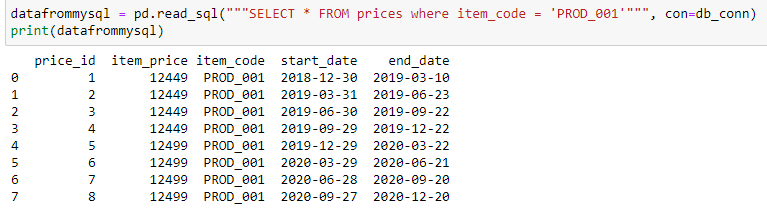 datafrommysql = pd.read_sql("""SELECT * FROM prices where item_code = 'PROD_001'""", con=db_conn)
print(datafrommysql)
price_id item_price item_code start_date end_date
0 1 12449 PROD_001 2018-12-30 2019-03-10
1 2 12449 PROD_001 2019-03-31 2019-06-23
2 3 12449 PROD_001 2019-06-30 2019-09-22
3 4 12449 PROD_001 2019-09-29 2019-12-22
4 5 12499 PROD_001 2019-12-29 2020-03-22
5 6 12499 PROD_001 2020-03-29 2020-06-21
6 7 12499 PROD_001 2020-06-28 2020-09-20
7 8 12499 PROD_001 2020-09-27 2020-12-20